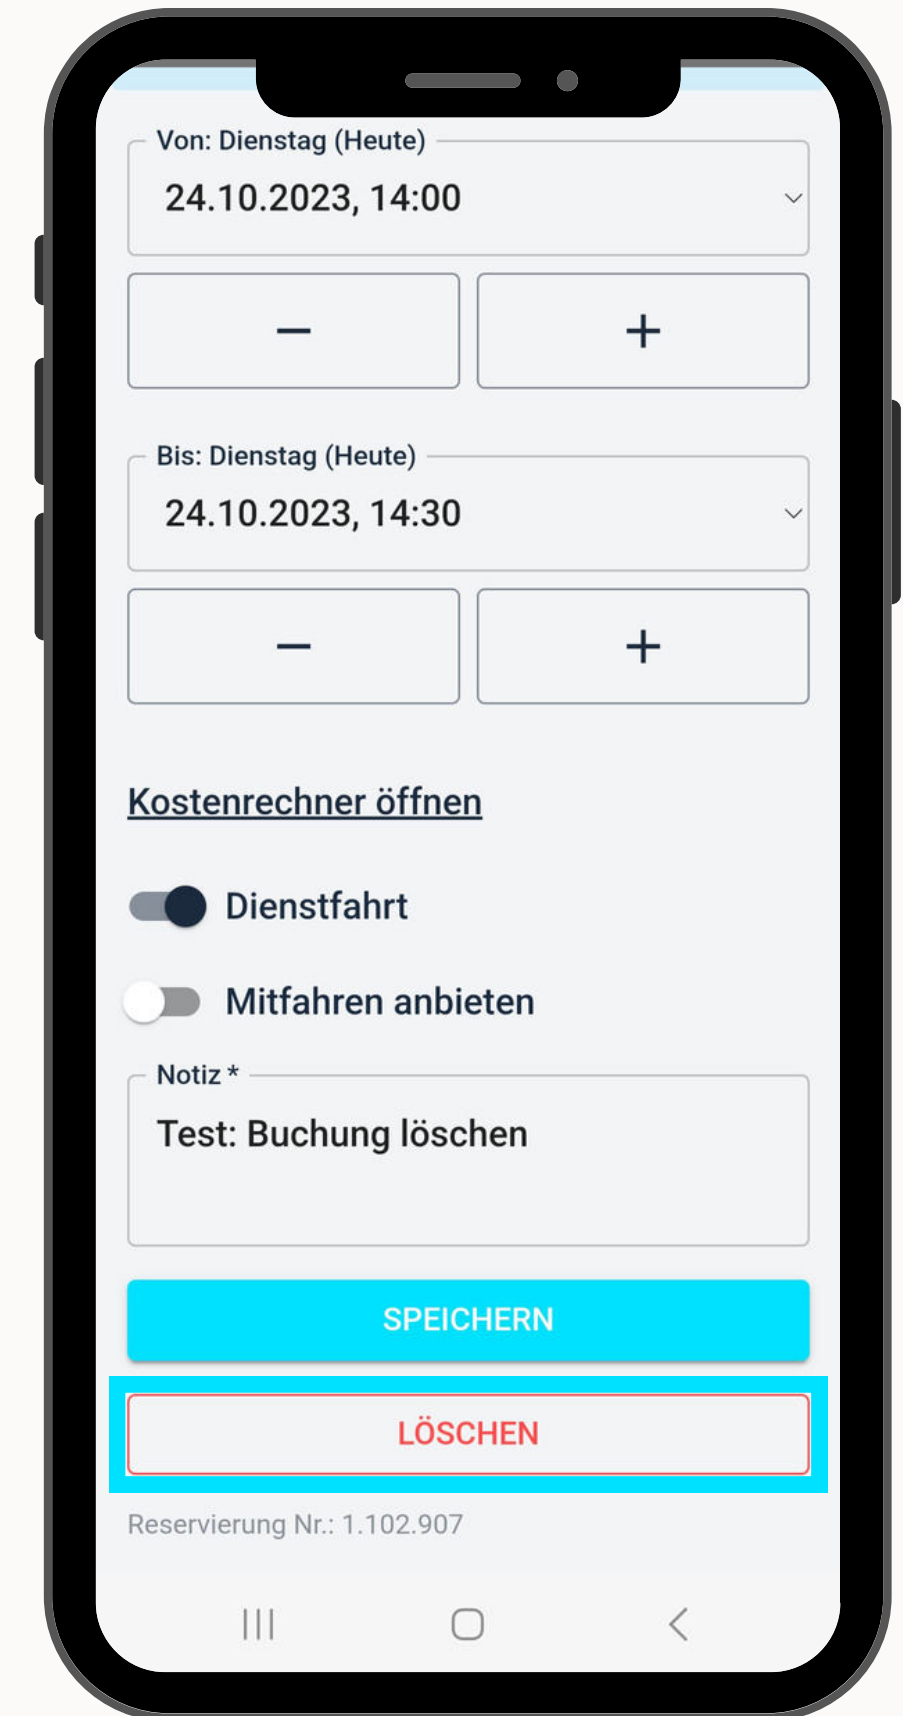 Von: Dienstag (Heute)
24.10.2023, 14:00
− +
Bis: Dienstag (Heute)
24.10.2023, 14:30
− +
Kostenrechner öffnen
Dienstfahrt
Mitfahren anbieten
Notiz *
Test: Buchung löschen
SPEICHERN
LÖSCHEN
Reservierung Nr.: 1.102.907